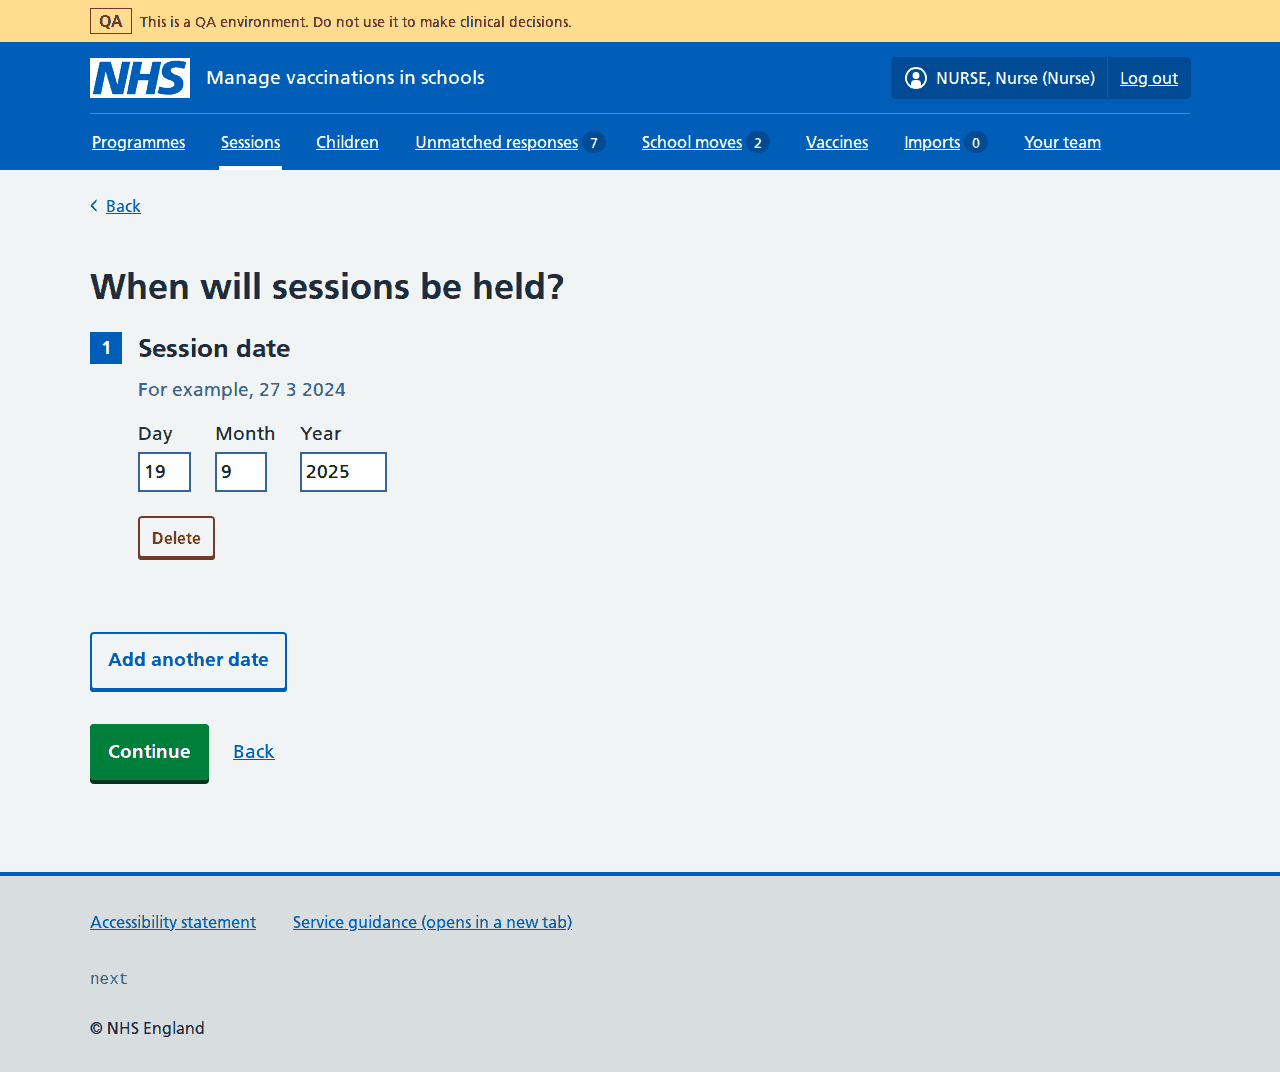 QA This is a QA environment. Do not use it to make clinical decisions.
NHS Manage vaccinations in schools NURSE, Nurse (Nurse) Log out
Programmes Sessions Children Unmatched responses 7 School moves 2 Vaccines Imports 0 Your team
Back
When will sessions be held?
1 Session date
For example, 27 3 2024
Day Month Year
19 9 2025
Delete
Add another date
Continue Back
Accessibility statement Service guidance (opens in a new tab)
next
© NHS England